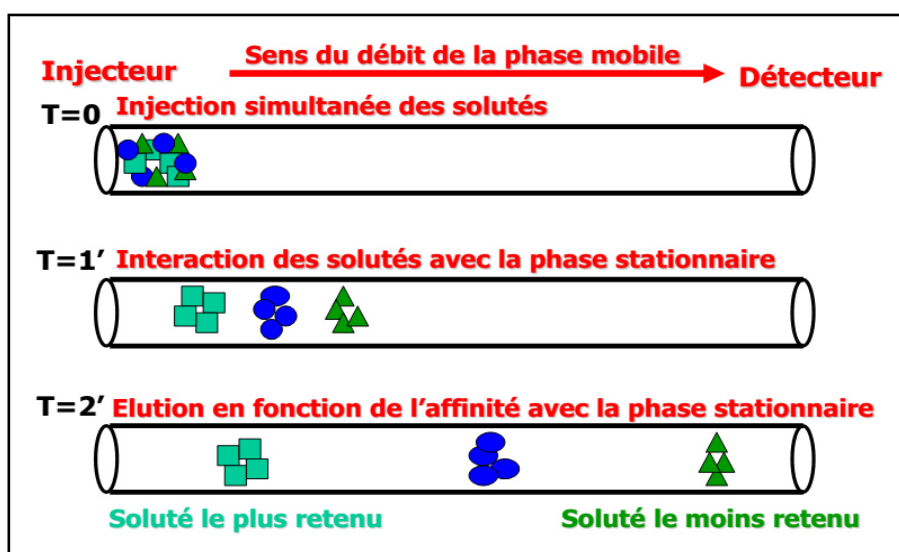 Sens du débit de la phase mobile
Injecteur
Détecteur
T=0 Injection simultanée des solutés
T=1’ Interaction des solutés avec la phase stationnaire
T=2’ Elution en fonction de l’affinité avec la phase stationnaire
Soluté le plus retenu
Soluté le moins retenu